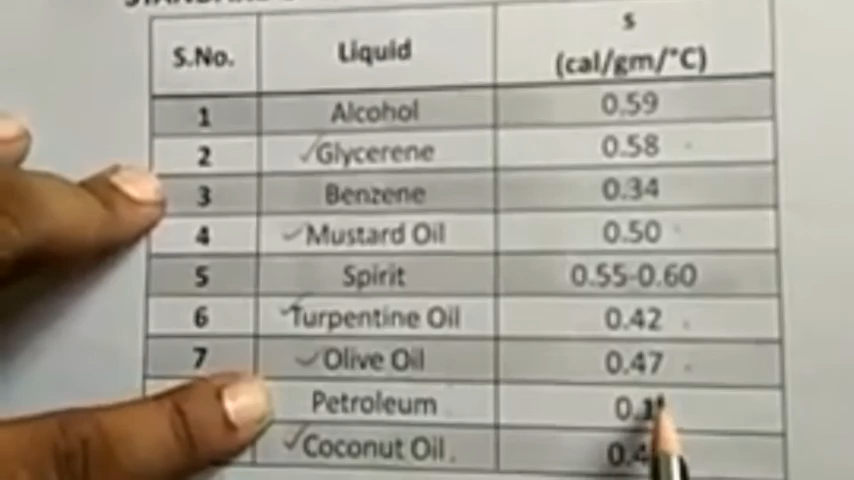 s
S.No. Liquid (cal/gm/°C)
1 Alcohol 0.59
2 Glycerene 0.58
3 Benzene 0.34
4 Mustard Oil 0.50
5 Spirit 0.55-0.60
6 Turpentine Oil 0.42
7 Olive Oil 0.47
Petroleum
Coconut Oil